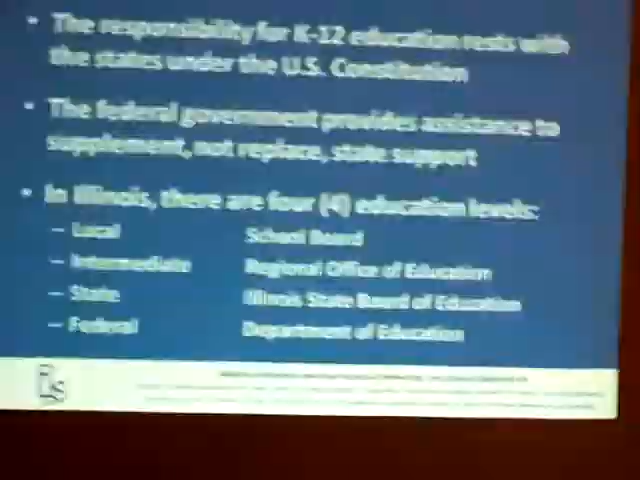 • The responsibility for K-12 education rests with
the states under the U.S. Constitution
• The federal government provides assistance to
supplement, not replace, state support
• In Illinois, there are four (4) education levels:
– Local School Board
– Intermediate Regional Office of Education
– State Illinois State Board of Education
– Federal Department of Education